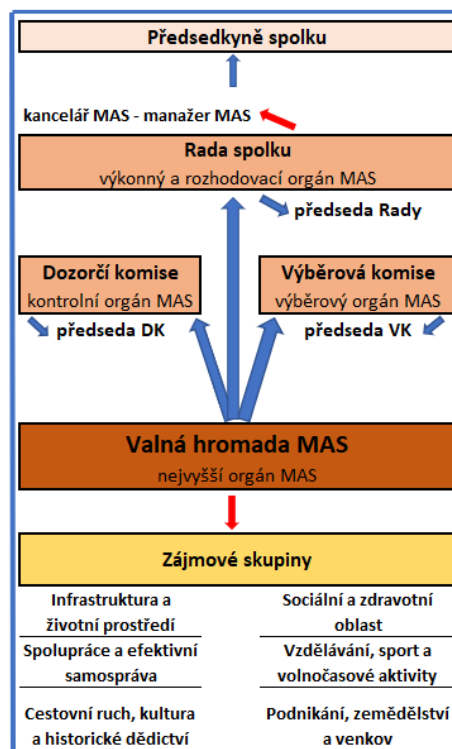 Předsedkyně spolku
kancelář MAS - manažer MAS
Rada spolku
výkonný a rozhodovací orgán MAS
předseda Rady
Dozorčí komise
kontrolní orgán MAS
předseda DK
Výběrová komise
výběrový orgán MAS
předseda VK
Valná hromada MAS
nejvyšší orgán MAS
Zájmové skupiny
Infrastruktura a
životní prostředí
Sociální a zdravotní
oblast
Spolupráce a efektivní
samospráva
Vzdělávání, sport a
volnočasové aktivity
Cestovní ruch, kultura
a historické dědictví
Podnikání, zemědělství
a venkov